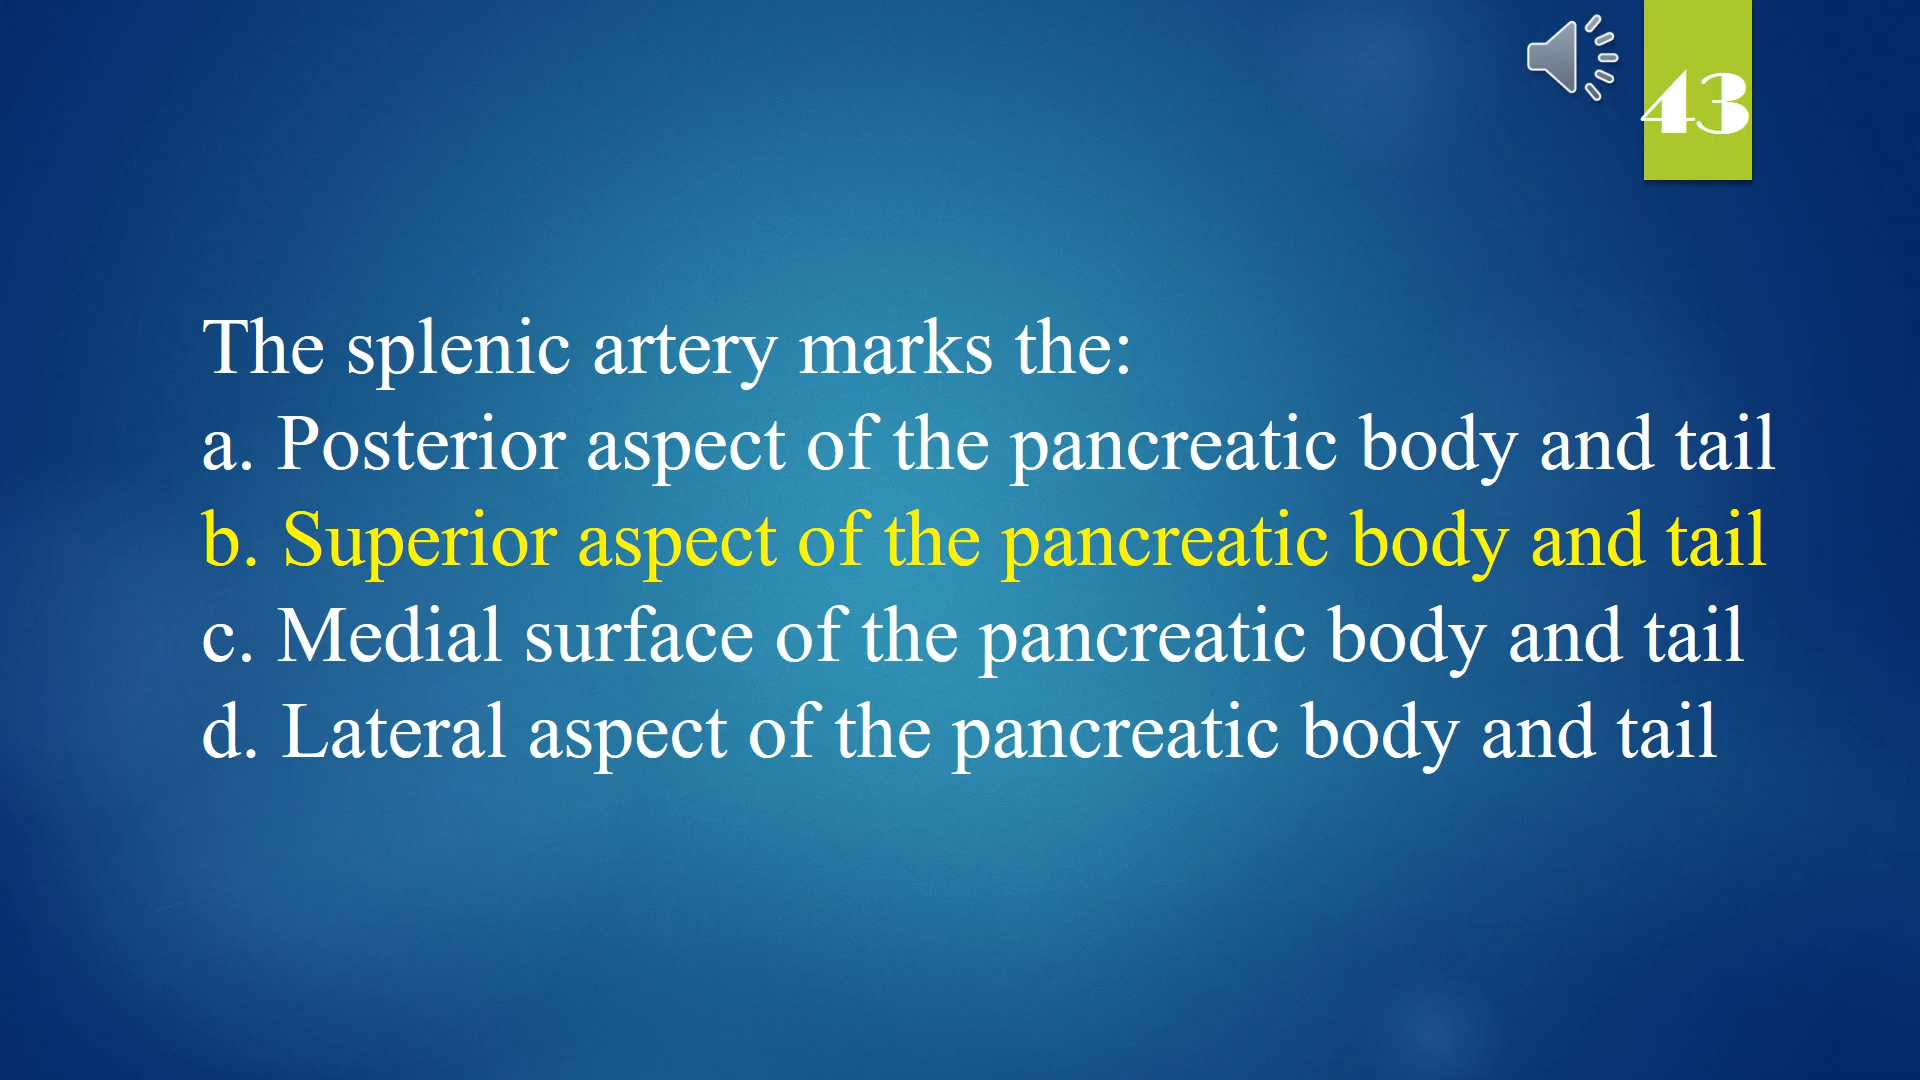 43
The splenic artery marks the:
a. Posterior aspect of the pancreatic body and tail
b. Superior aspect of the pancreatic body and tail
c. Medial surface of the pancreatic body and tail
d. Lateral aspect of the pancreatic body and tail